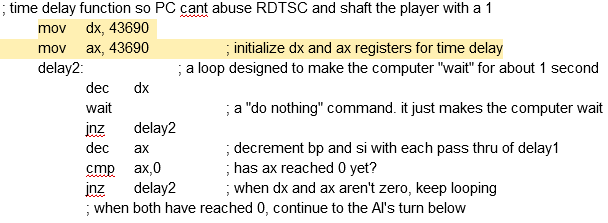 ; time delay function so PC cant abuse RDTSC and shaft the player with a 1
mov dx, 43690
mov ax, 43690 ; initialize dx and ax registers for time delay
delay2: ; a loop designed to make the computer "wait" for about 1 second
dec dx
wait ; a "do nothing" command. it just makes the computer wait
jnz delay2
dec ax ; decrement bp and si with each pass thru of delay1
cmp ax,0 ; has ax reached 0 yet?
jnz delay2 ; when dx and ax aren't zero, keep looping
; when both have reached 0, continue to the AI's turn below